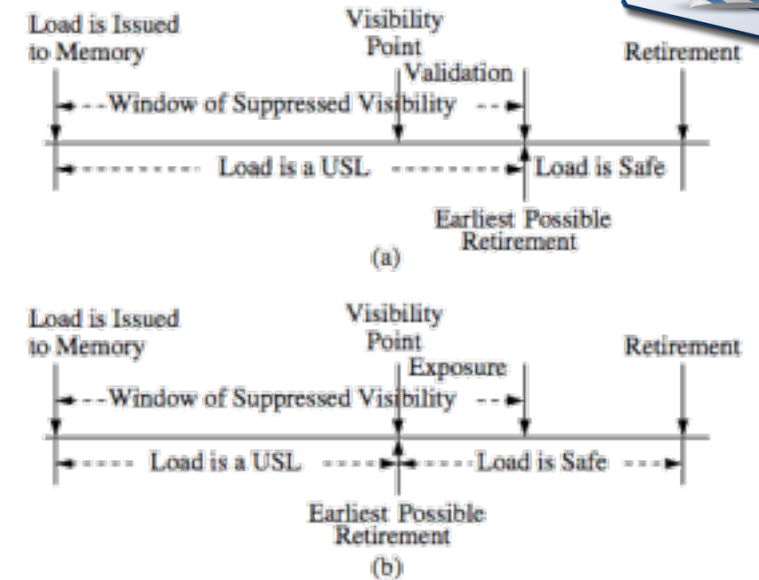 Load is Issued
to Memory
Visibility
Point
Retirement
Validation
Window of Suppressed Visibility
Load is a USL
Load is Safe
Earliest Possible
Retirement
(a)
Load is Issued
to Memory
Visibility
Point
Retirement
Exposure
Window of Suppressed Visibility
Load is a USL
Load is Safe
Earliest Possible
Retirement
(b)